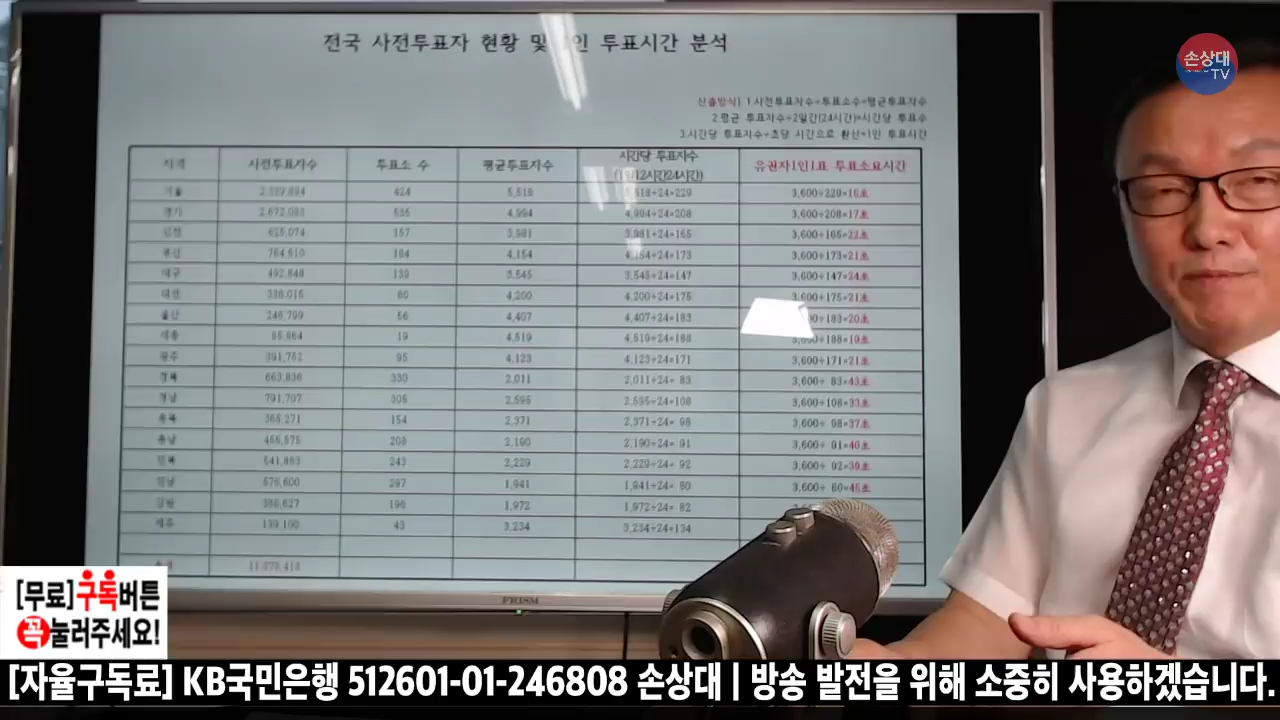 전국 사전투표자 현황 및 1인 투표시간 분석
손상대
TV
산출방식) 1.사전투표자수÷투표소수=평균투표자수
2.평균 투표자수÷2일간(24시간)=시간당 투표수
3.시간당 투표자수÷초당 시간으로 환산=1인 투표시간
지역 사전투표자수 투표소 수 평균투표자수 시간당 투표자수 유권자1인1표 투표소요시간
서울 424 5,518 5,518÷24=229 3,600÷229=16초
경기 4,994 4,994÷24=208 3,600÷208=17초
인천 157 3,981 3,981÷24=165 3,600÷165=22초
부산 184 4,154 4,154÷24=173 3,600÷173=21초
대구 139 3,545 3,545÷24=147 3,600÷147=24초
대전 80 4,200 4,200÷24=175 3,600÷175=21초
울산 246,799 56 4,407 4,407÷24=183 20초
세종 19 4,519 4,519÷24=188 19초
광주 391,752 95 4,123 4,123÷24=171 3,600÷171=21초
경북 663,836 330 2,011 2,011÷24= 83 3,600÷ 83=43초
경남 791,707 305 2,595 2,595÷24=108 3,600÷108=33초
충북 365,271 154 2,371 2,371÷24= 98 3,600÷ 98=37초
충남 455,575 208 2,190 2,190÷24= 91 3,600÷ 91=40초
전북 541,863 243 2,229 2,229÷24= 92 3,600÷ 92=39초
전남 576,600 297 1,941 1,941÷24= 80 45초
강원 196 1,972 1,972÷24= 82
제주 139,100 43 3,234 3,234÷24=134
PRISM
[무료]구독버튼
꼭눌러주세요!
[자율구독료] KB국민은행 512601-01-246808 손상대 | 방송 발전을 위해 소중히 사용하겠습니다.